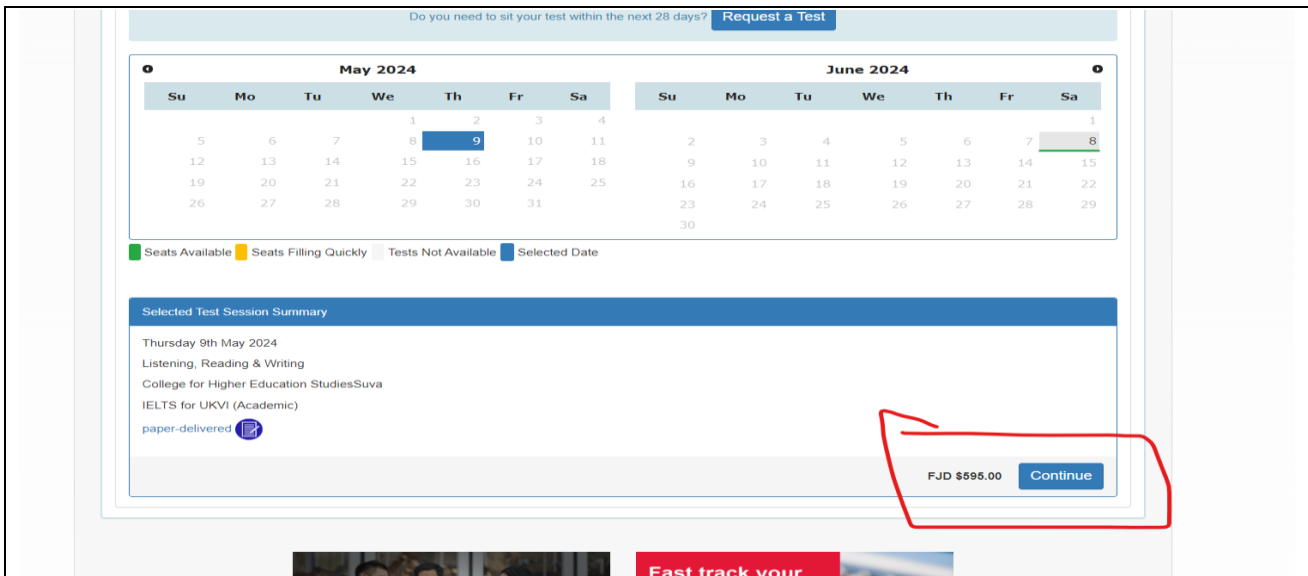 Do you need to sit your test within the next 28 days? Request a Test
May 2024
Su Mo Tu We Th Fr Sa
1 2 3 4
5 6 7 8 9 10 11
12 13 14 15 16 17 18
19 20 21 22 23 24 25
26 27 28 29 30 31
June 2024
Su Mo Tu We Th Fr Sa
1
2 3 4 5 6 7 8
9 10 11 12 13 14 15
16 17 18 19 20 21 22
23 24 25 26 27 28 29
30
Seats Available Seats Filling Quickly Tests Not Available Selected Date
Selected Test Session Summary
Thursday 9th May 2024
Listening, Reading & Writing
College for Higher Education StudiesSuva
IELTS for UKVI (Academic)
paper-delivered
FJD $595.00 Continue
Fast track your